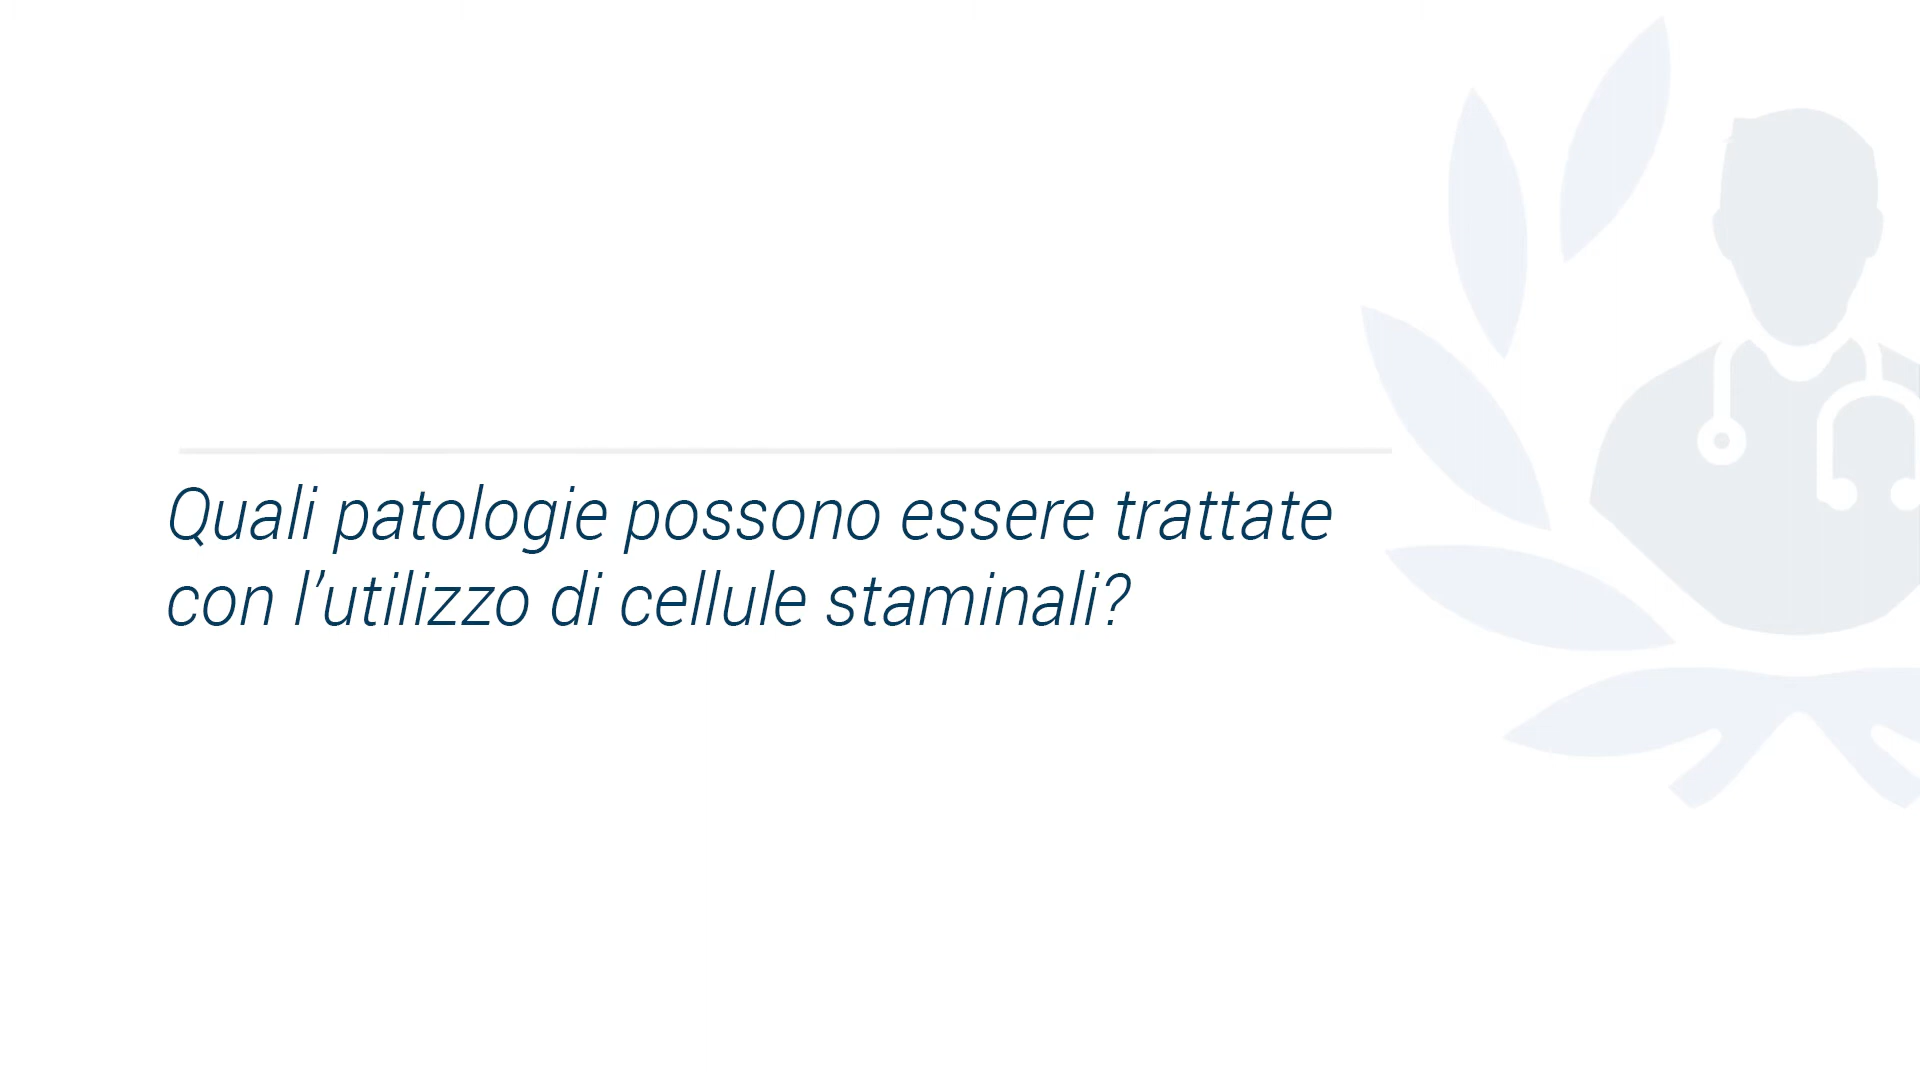 Quali patologie possono essere trattate
con l’utilizzo di cellule staminali?